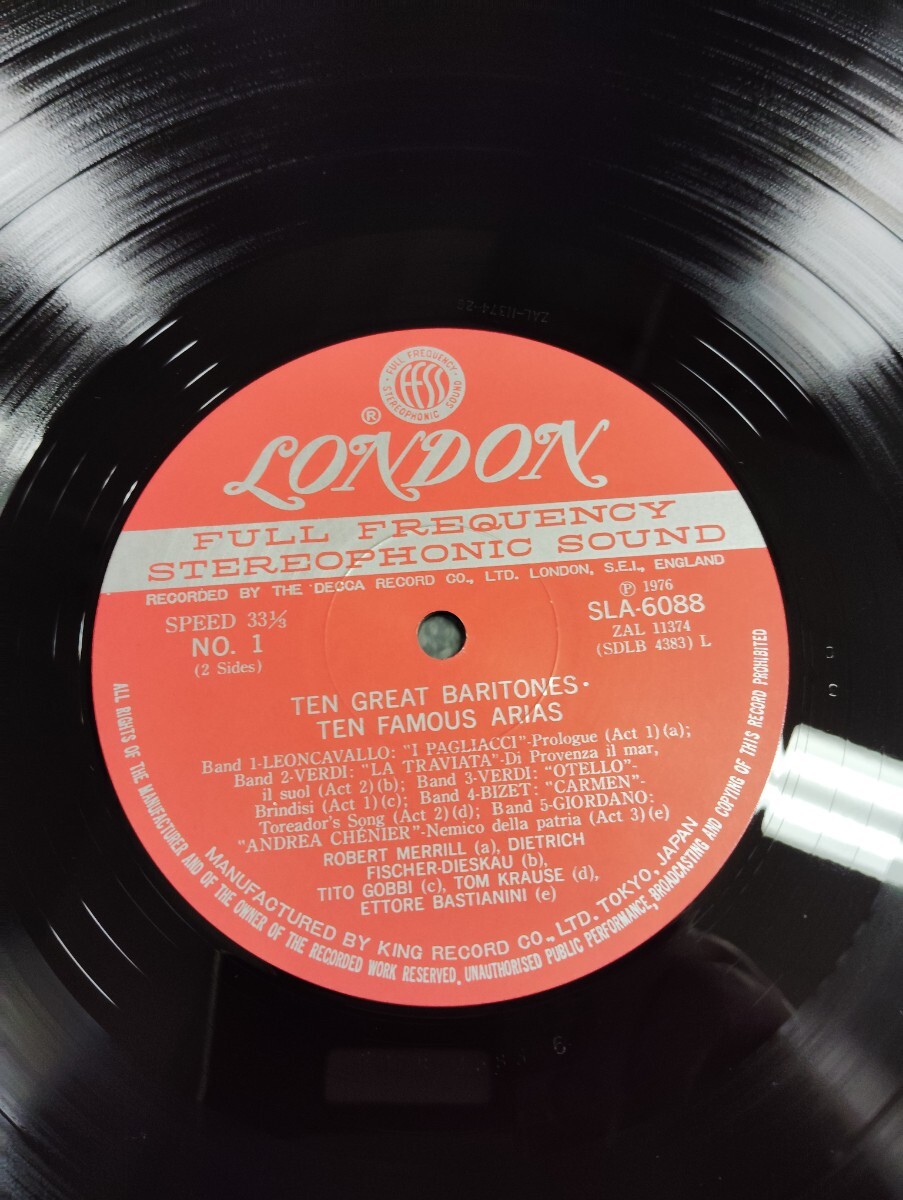 ZAL-11374-2
FULL FREQUENCY
FFSS
STEREOPHONIC SOUND
®
LONDON
FULL FREQUENCY
STEREOPHONIC SOUND
RECORDED BY THE DECCA RECORD CO., LTD. LONDON, S.E.I., ENGLAND
SPEED 33⅓
NO. 1
(2 Sides)
℗ 1976
SLA-6088
ZAL 11374
(SDLB 4383) L
TEN GREAT BARITONES·
TEN FAMOUS ARIAS
Band 1-LEONCAVALLO: "I PAGLIACCI"-Prologue (Act 1)(a);
Band 2-VERDI: "LA TRAVIATA"-Di Provenza il mar,
il suol (Act 2)(b); Band 3-VERDI: "OTELLO"-
Brindisi (Act 1)(c); Band 4-BIZET: "CARMEN"-
Toreador's Song (Act 2)(d); Band 5-GIORDANO:
"ANDREA CHÉNIER"-Nemico della patria (Act 3)(e)
ROBERT MERRILL (a), DIETRICH
FISCHER-DIESKAU (b),
TITO GOBBI (c), TOM KRAUSE (d),
ETTORE BASTIANINI (e)
MANUFACTURED BY KING RECORD CO., LTD. TOKYO, JAPAN
ALL RIGHTS OF THE MANUFACTURER AND OF THE OWNER OF THE RECORDED WORK RESERVED, UNAUTHORISED PUBLIC PERFORMANCE, BROADCASTING AND COPYING OF THIS RECORD PROHIBITED